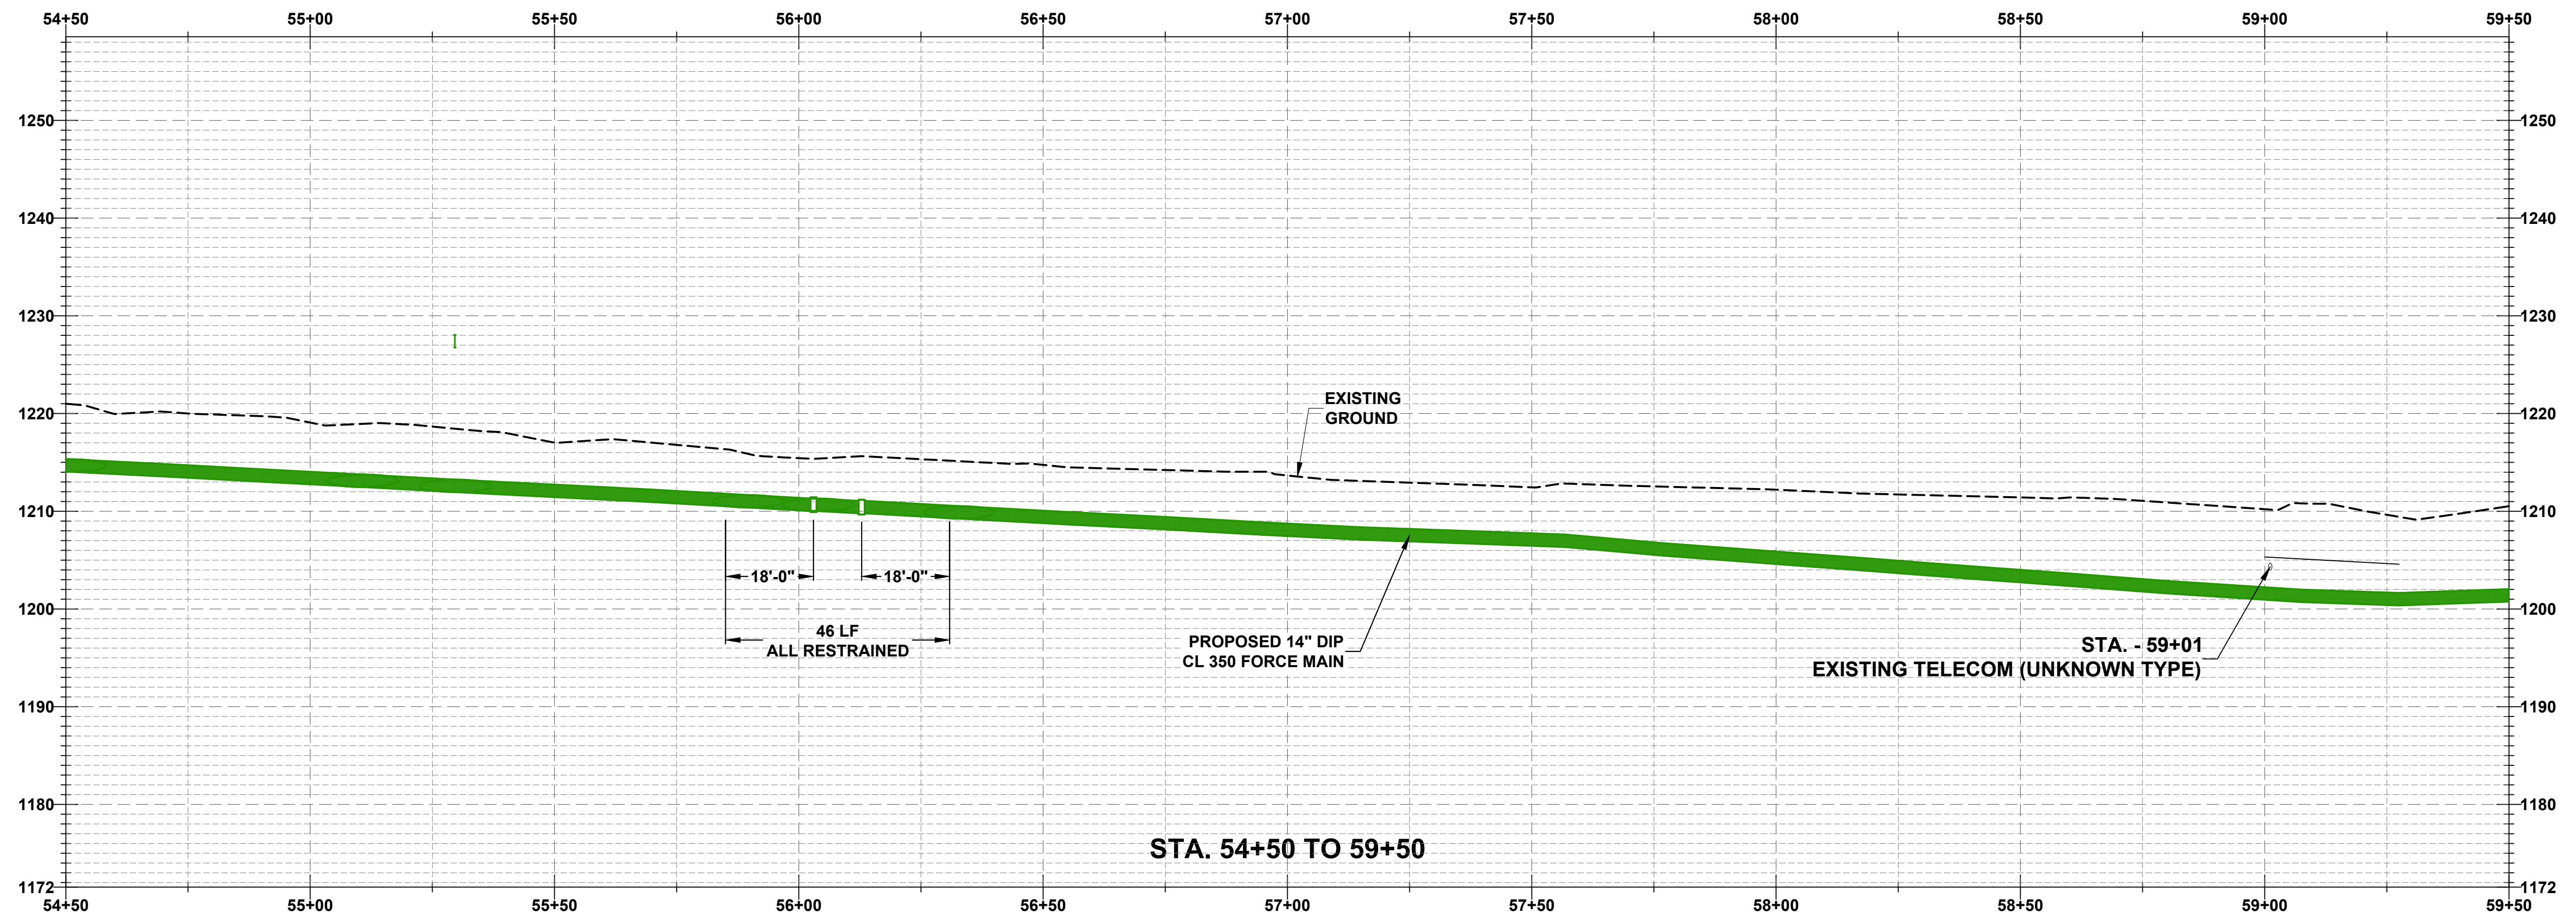 54+50 55+00 55+50 56+00 56+50 57+00 57+50 58+00 58+50 59+00 59+50
1250 1250
1240 1240
1230 1230
1220 1220
EXISTING
GROUND
1210 1210
18'-0" 18'-0"
1200 1200
46 LF
ALL RESTRAINED
PROPOSED 14" DIP
CL 350 FORCE MAIN
STA. - 59+01
EXISTING TELECOM (UNKNOWN TYPE)
1190 1190
1180 1180
STA. 54+50 TO 59+50
1172 1172
54+50 55+00 55+50 56+00 56+50 57+00 57+50 58+00 58+50 59+00 59+50